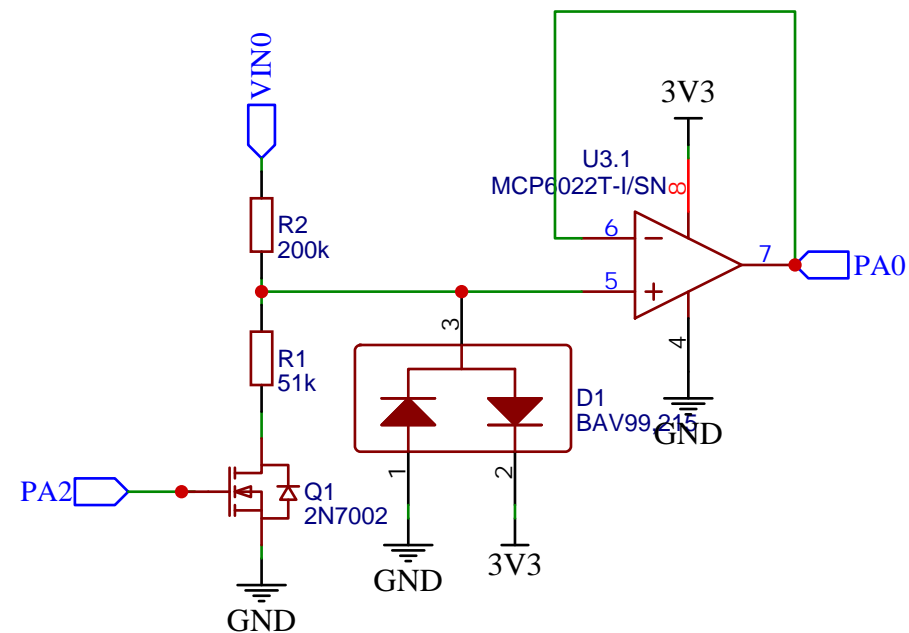 VIN0
3V3
U3.1
MCP6022T-I/SN
8
6
R2
200k
7
PA0
5
3
4
R1
51k
D1
BAV99,215
GND
1
2
PA2
Q1
2N7002
3V3
GND
GND